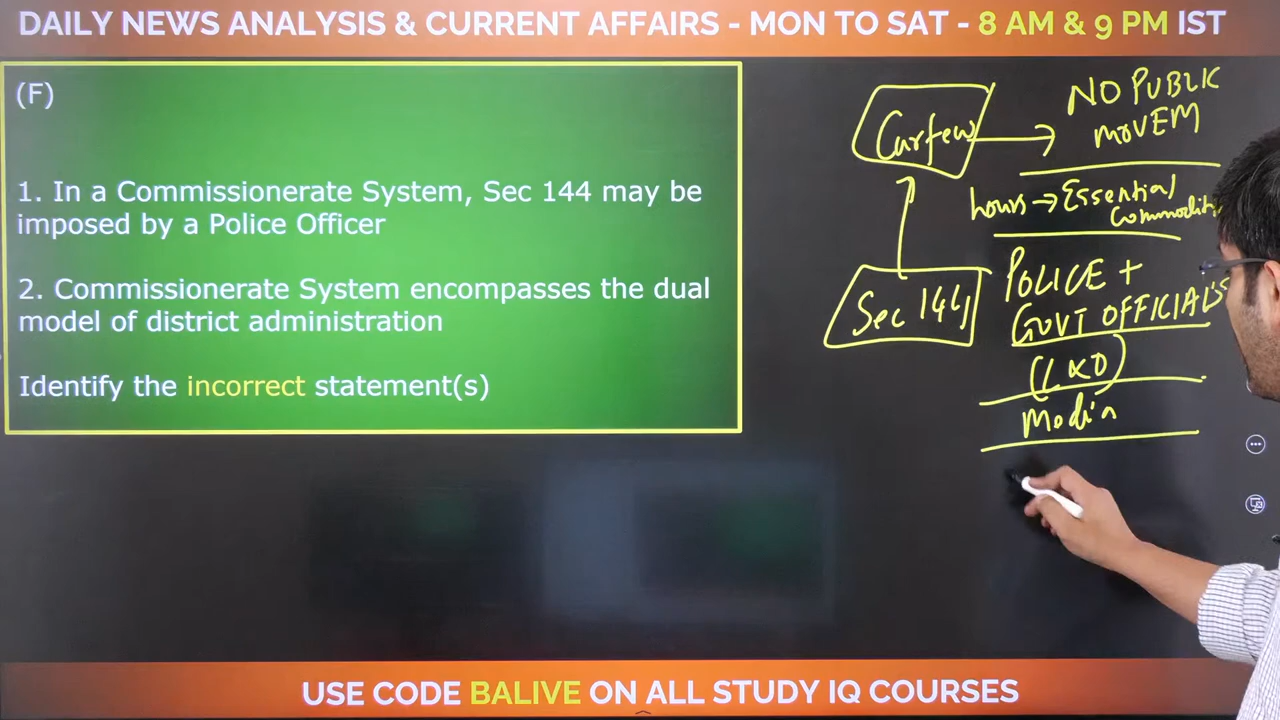 DAILY NEWS ANALYSIS & CURRENT AFFAIRS - MON TO SAT - 8 AM & 9 PM IST
(F)
1. In a Commissionerate System, Sec 144 may be
imposed by a Police Officer
2. Commissionerate System encompasses the dual
model of district administration
Identify the incorrect statement(s)
Curfew
NO PUBLIC
MOVEM
hours → Essential
Sec 144
POLICE +
GOVT OFFICIALS
Media
USE CODE BALIVE ON ALL STUDY IQ COURSES